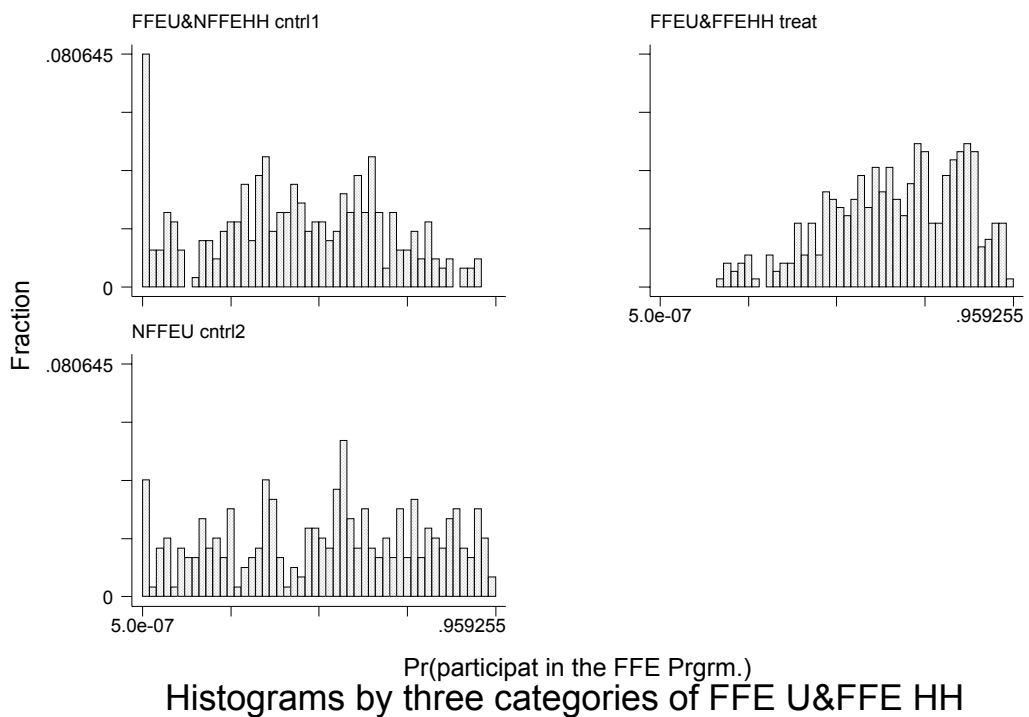 FFEU&NFFEHH cntrl1
FFEU&FFEHH treat
.080645
0
5.0e-07
.959255
NFFEU cntrl2
Fraction
.080645
0
5.0e-07
.959255
Pr(participat in the FFE Prgrm.)
Histograms by three categories of FFE U&FFE HH